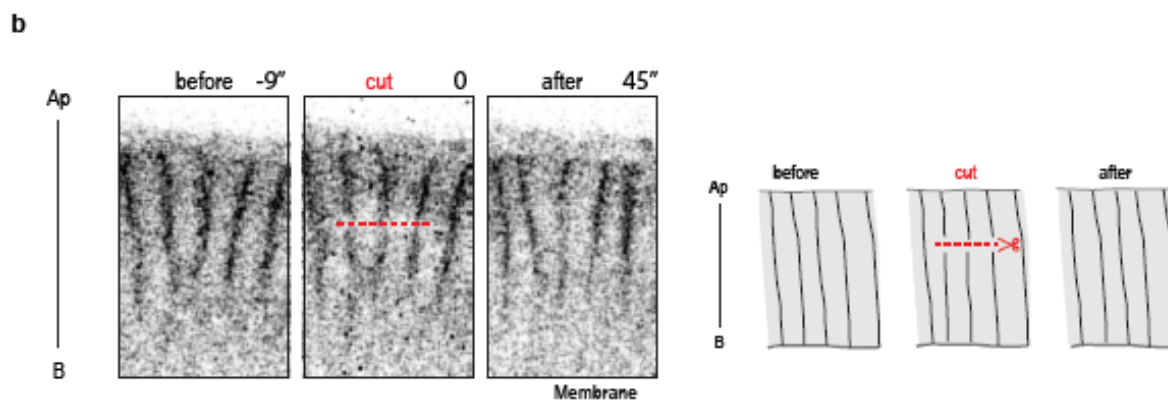 b
before -9"
cut 0
after 45"
Ap
B
Membrane
before
cut
after
Ap
B